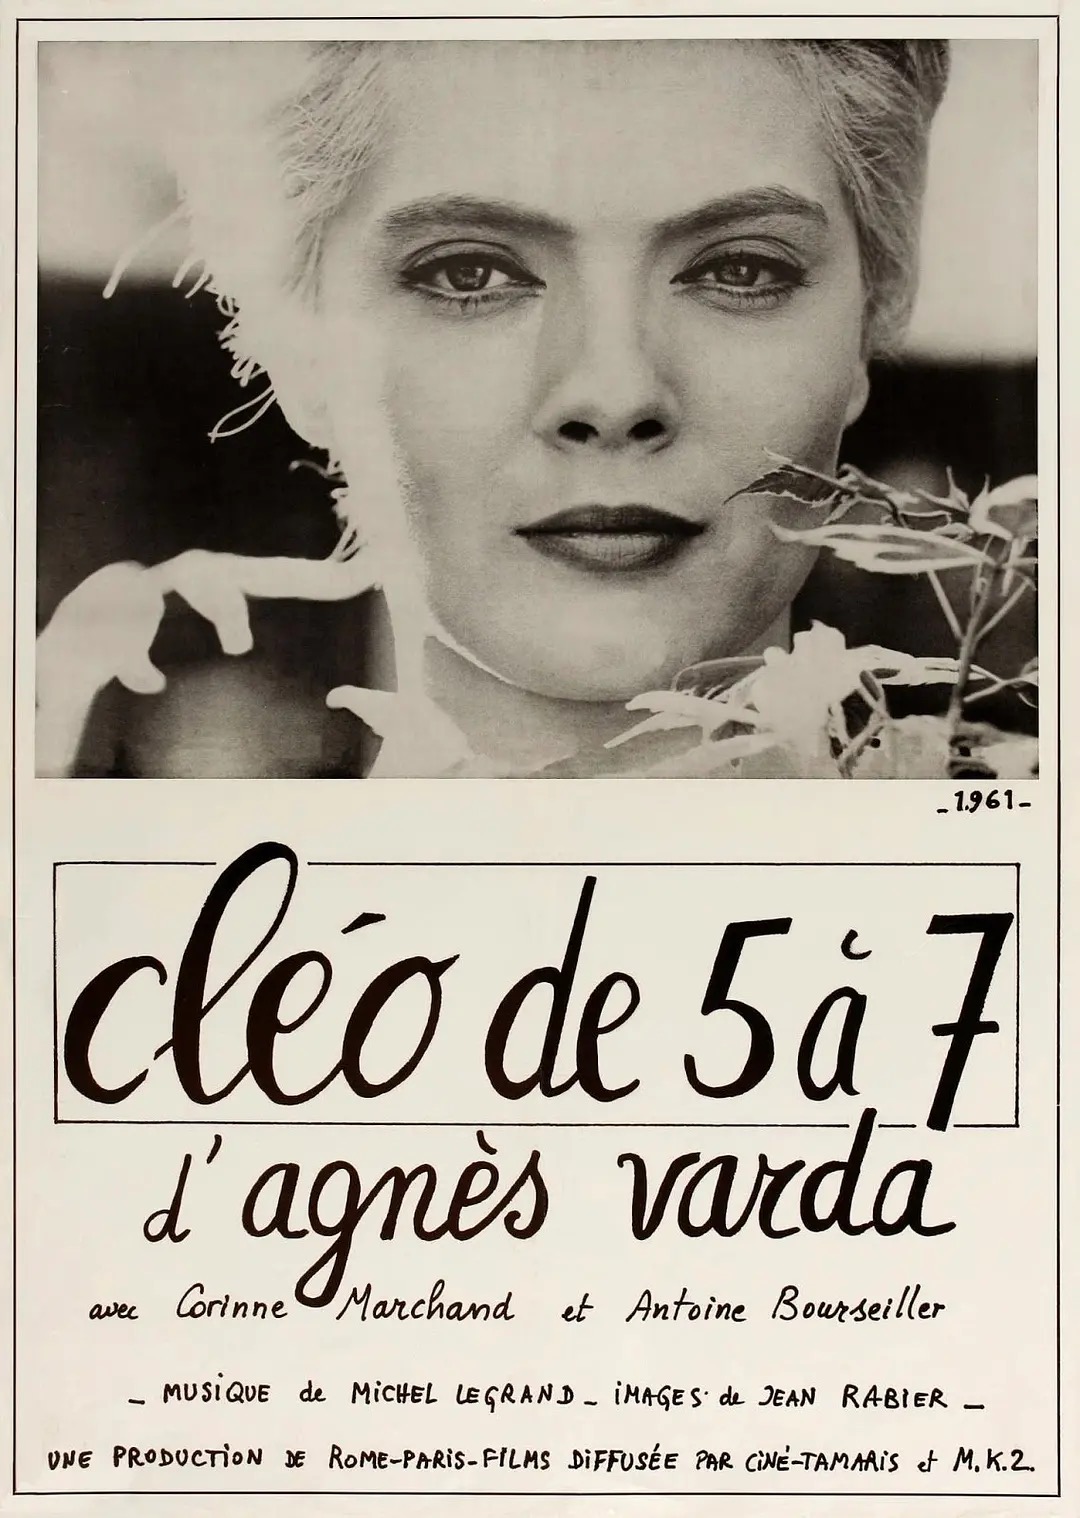 _1961_
cléo de 5 à 7
d'agnès varda
avec Corinne Marchand et Antoine Bourseiller
_ MUSiQUE de MiCHEL LEGRAND _ iMAGES de JEAN RABIER _
UNE PRODUCTiON DE ROME-PARiS-FiLMS DiFFUSÉE PAR CiNÉ-TAMARiS et M.K.2.